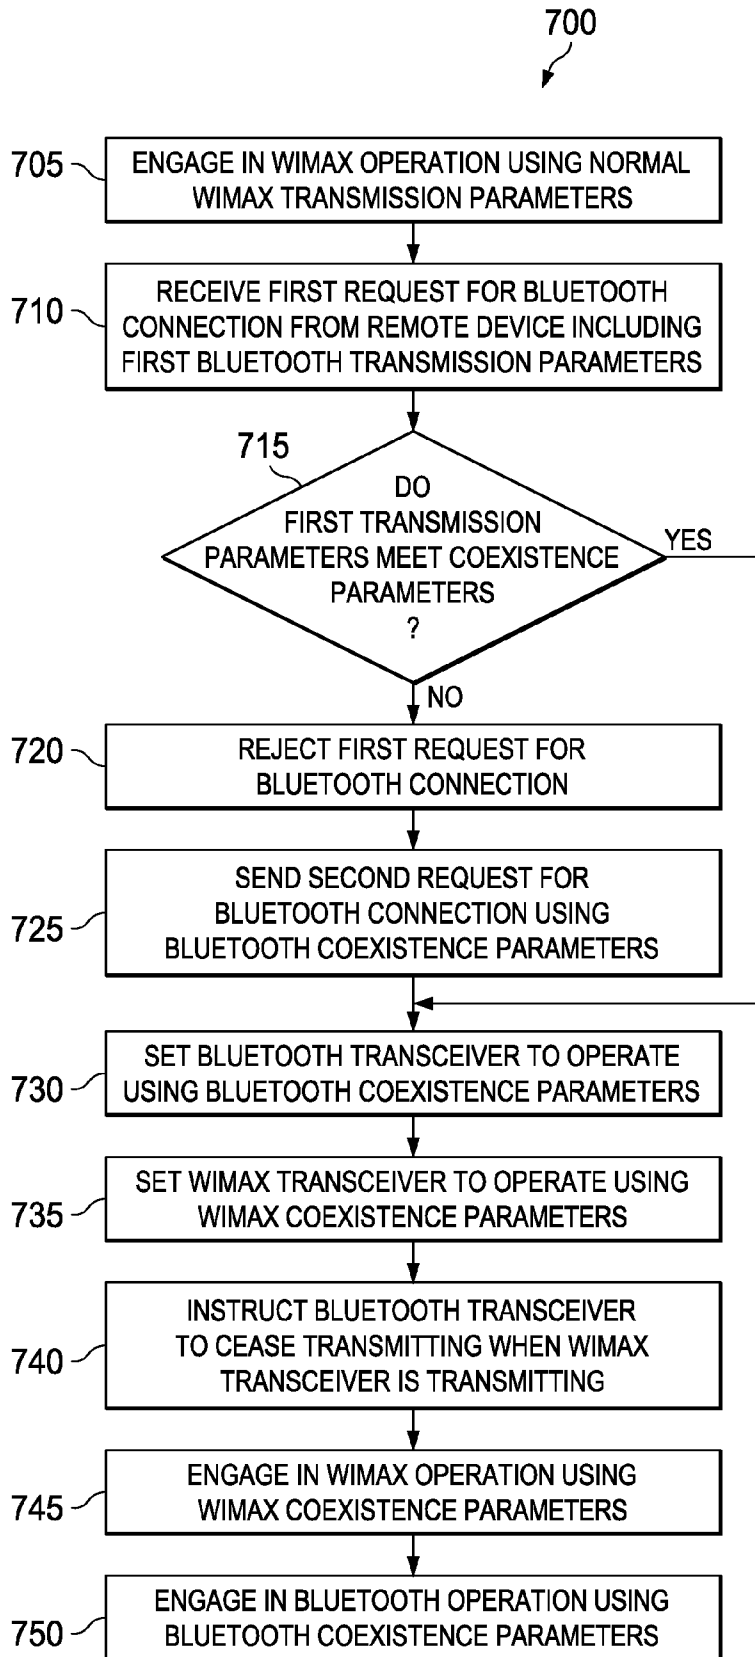 700
705
ENGAGE IN WIMAX OPERATION USING NORMAL
WIMAX TRANSMISSION PARAMETERS
710
RECEIVE FIRST REQUEST FOR BLUETOOTH
CONNECTION FROM REMOTE DEVICE INCLUDING
FIRST BLUETOOTH TRANSMISSION PARAMETERS
715
DO
FIRST TRANSMISSION
PARAMETERS MEET COEXISTENCE
PARAMETERS
?
YES
NO
720
REJECT FIRST REQUEST FOR
BLUETOOTH CONNECTION
725
SEND SECOND REQUEST FOR
BLUETOOTH CONNECTION USING
BLUETOOTH COEXISTENCE PARAMETERS
730
SET BLUETOOTH TRANSCEIVER TO OPERATE
USING BLUETOOTH COEXISTENCE PARAMETERS
735
SET WIMAX TRANSCEIVER TO OPERATE USING
WIMAX COEXISTENCE PARAMETERS
740
INSTRUCT BLUETOOTH TRANSCEIVER
TO CEASE TRANSMITTING WHEN WIMAX
TRANSCEIVER IS TRANSMITTING
745
ENGAGE IN WIMAX OPERATION USING
WIMAX COEXISTENCE PARAMETERS
750
ENGAGE IN BLUETOOTH OPERATION USING
BLUETOOTH COEXISTENCE PARAMETERS